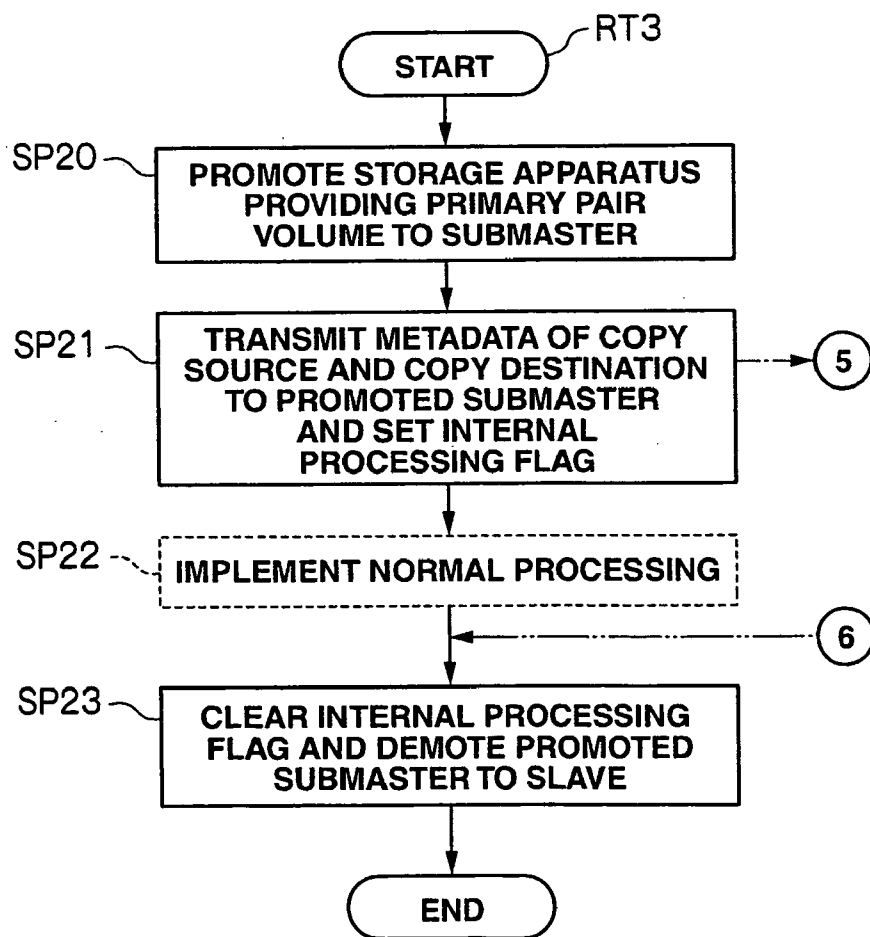 RT3
START
SP20
PROMOTE STORAGE APPARATUS
PROVIDING PRIMARY PAIR
VOLUME TO SUBMASTER
SP21
TRANSMIT METADATA OF COPY
SOURCE AND COPY DESTINATION
TO PROMOTED SUBMASTER
AND SET INTERNAL
PROCESSING FLAG
5
SP22
IMPLEMENT NORMAL PROCESSING
6
SP23
CLEAR INTERNAL PROCESSING
FLAG AND DEMOTE PROMOTED
SUBMASTER TO SLAVE
END